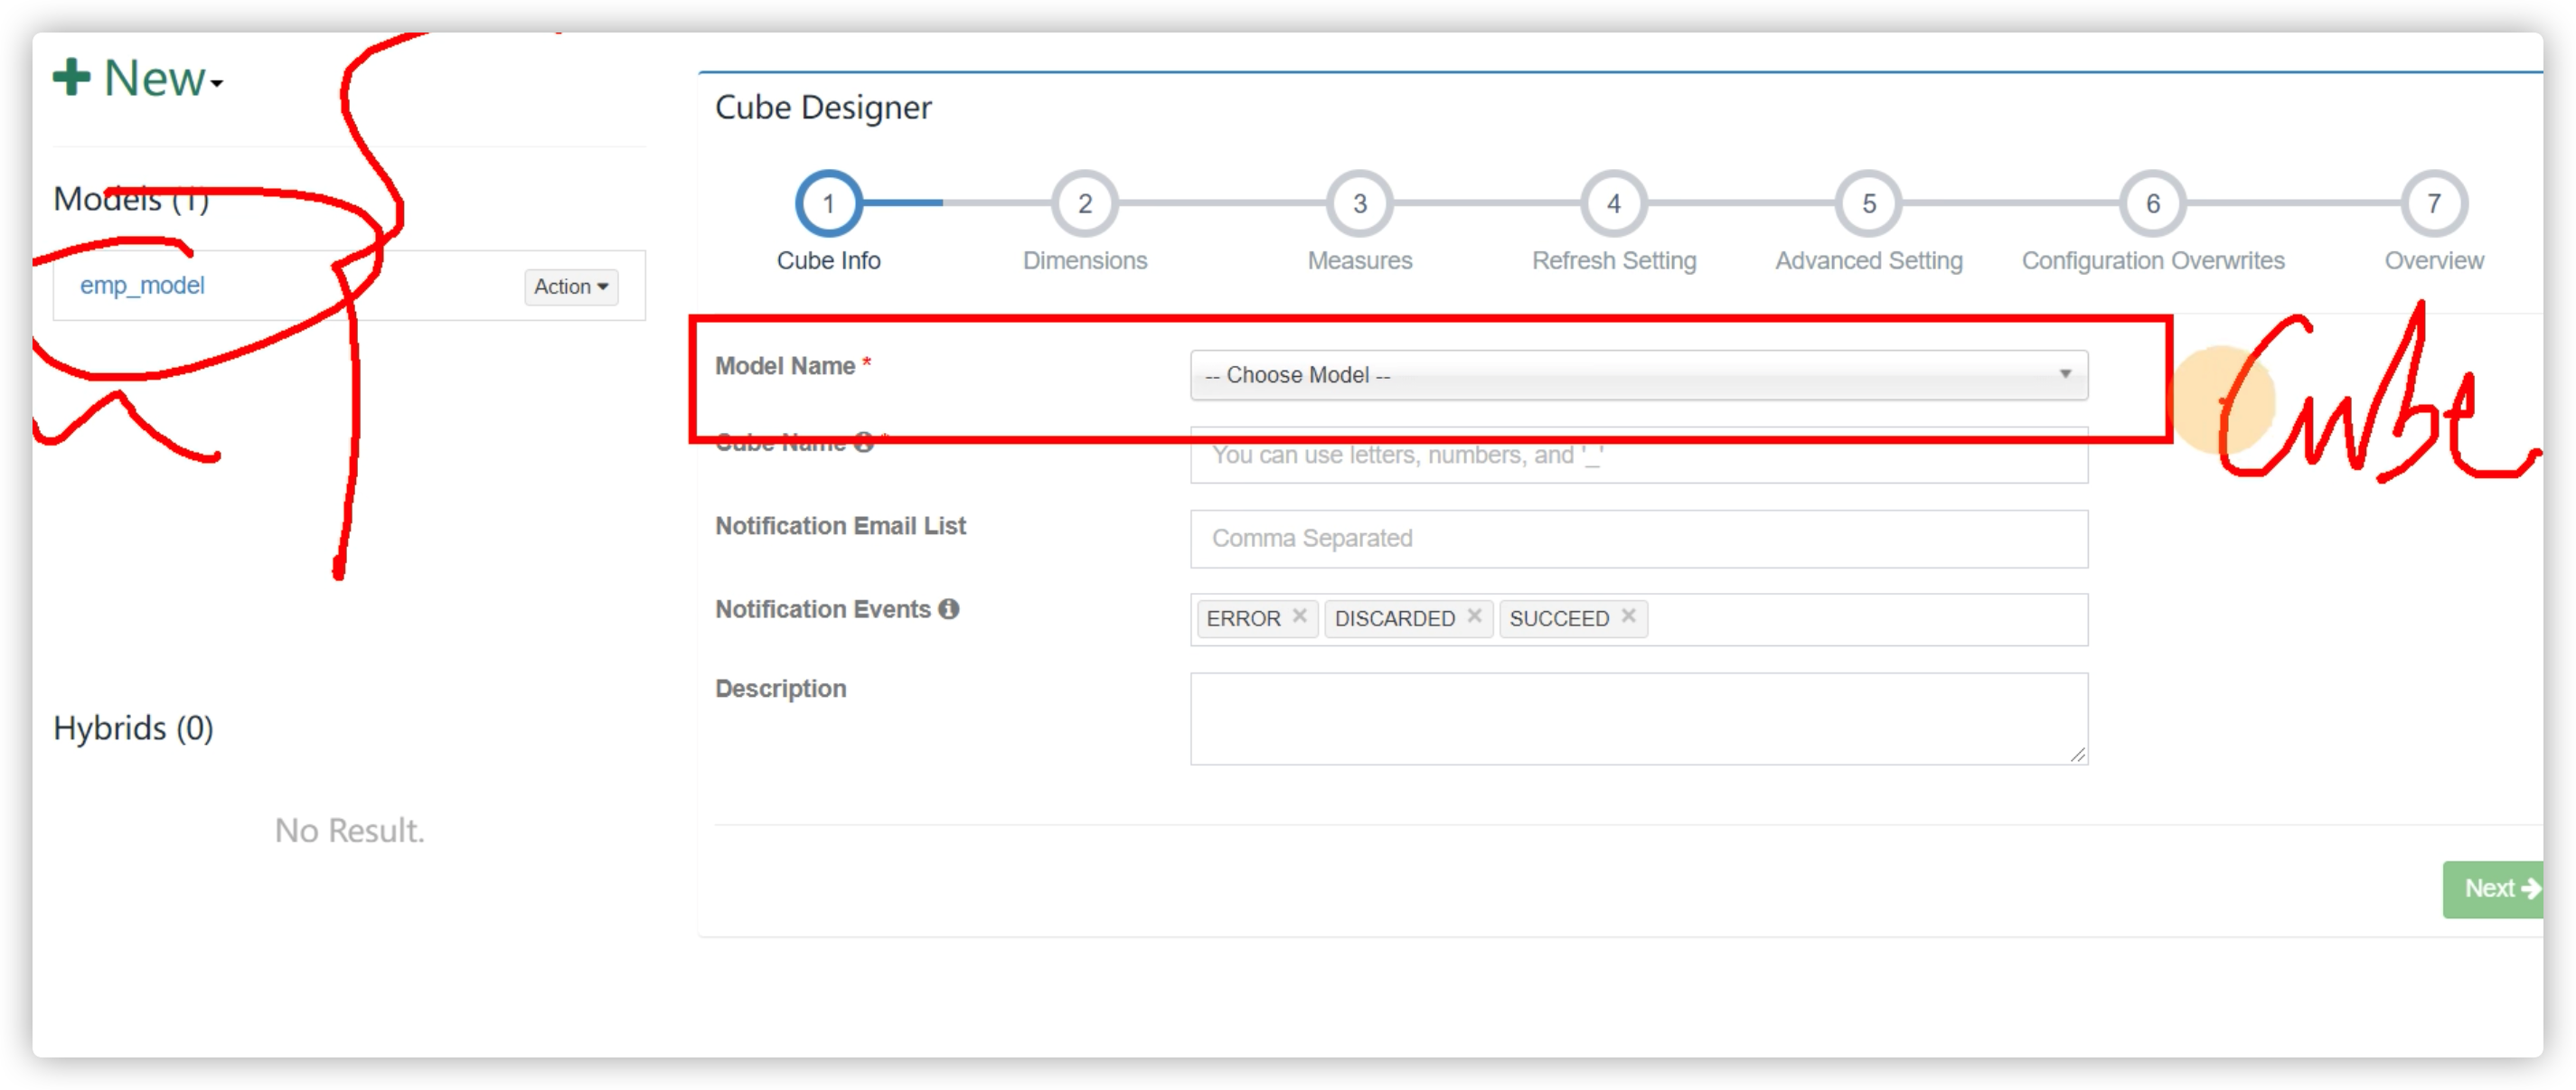 New
Models (1)
emp_model
Action
Hybrids (0)
No Result.
Cube Designer
1 2 3 4 5 6 7
Cube Info Dimensions Measures Refresh Setting Advanced Setting Configuration Overwrites Overview
Model Name *
-- Choose Model --
Cube Name *
You can use letters, numbers, and '_'
Cube
Notification Email List
Comma Separated
Notification Events
ERROR × DISCARDED × SUCCEED ×
Description
Next